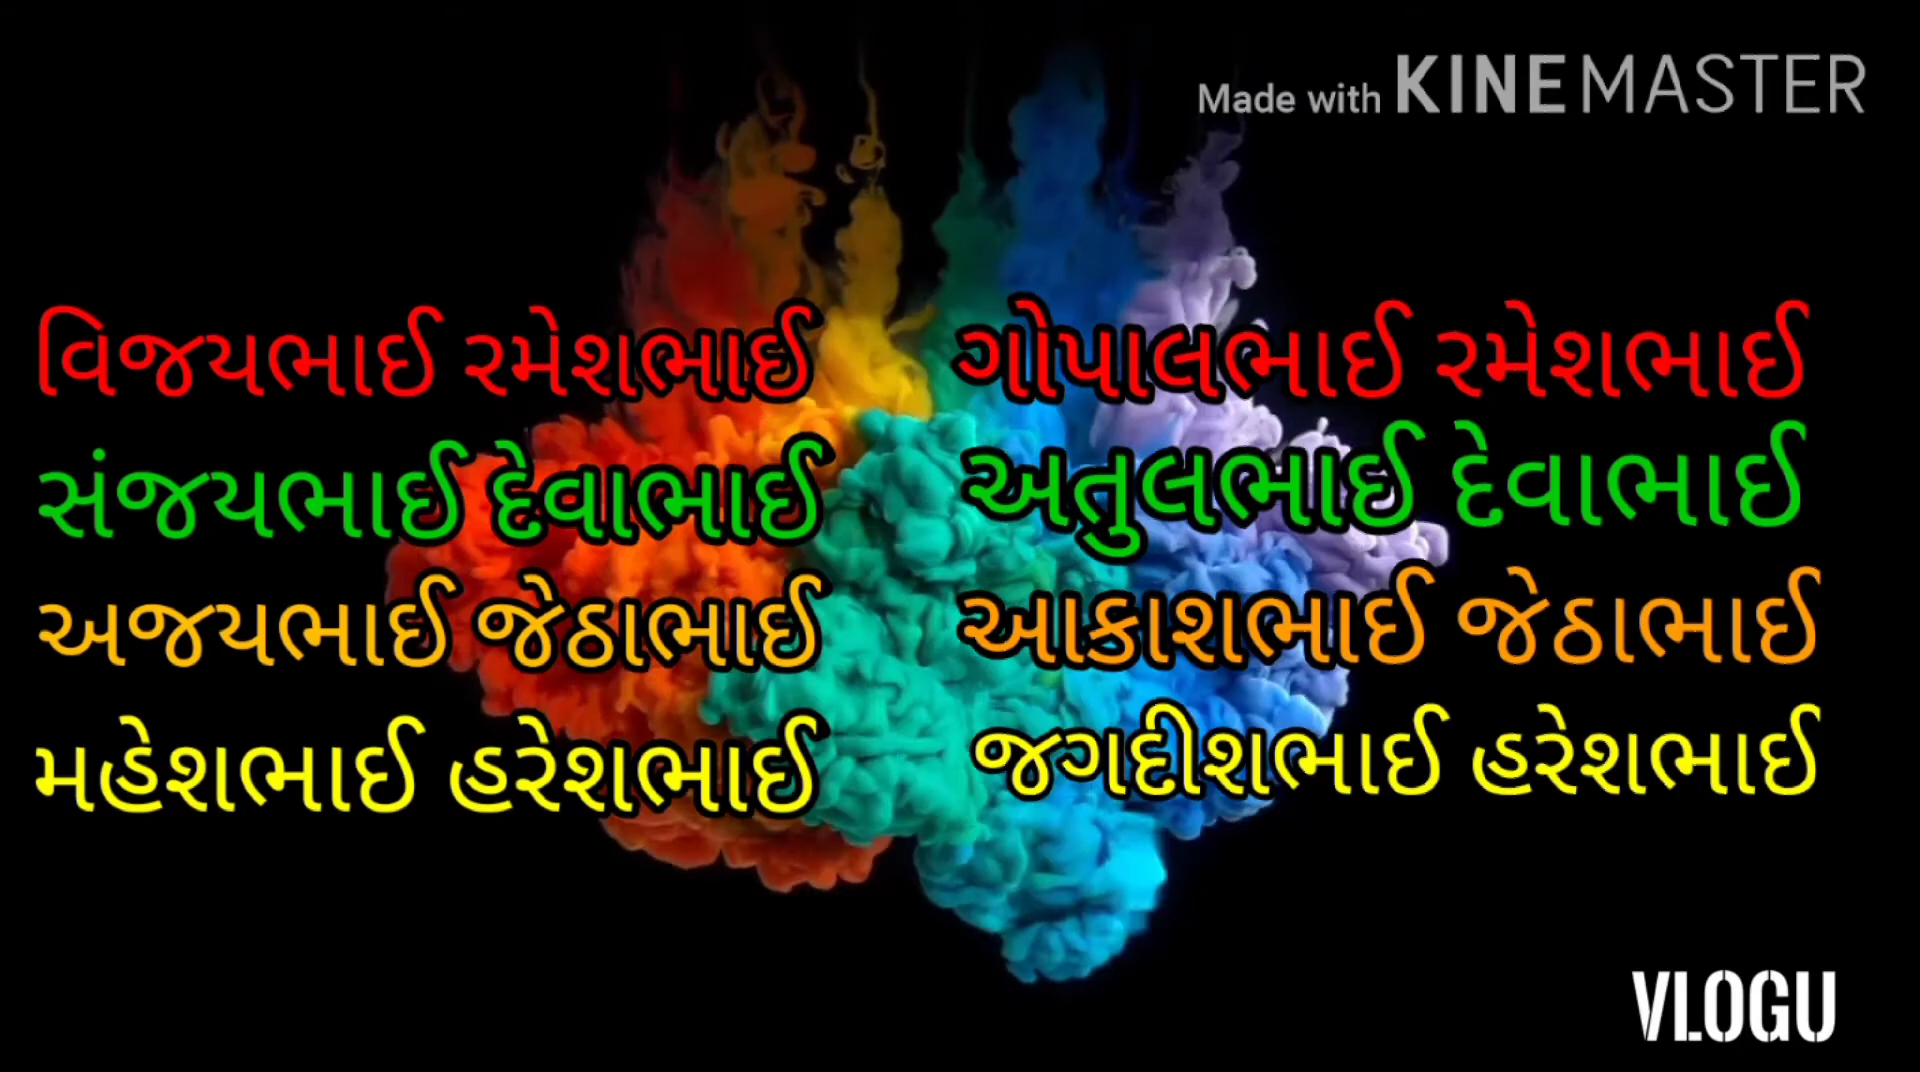 Made with KINEMASTER
વિજયભાઈ રમેશભાઈ ગોપાલભાઈ રમેશભાઈ
સંજયભાઈ દેવાભાઈ અતુલભાઈ દેવાભાઈ
અજયભાઈ જેઠાભાઈ આકાશભાઈ જેઠાભાઈ
મહેશભાઈ હરેશભાઈ જગદીશભાઈ હરેશભાઈ
VLOGU